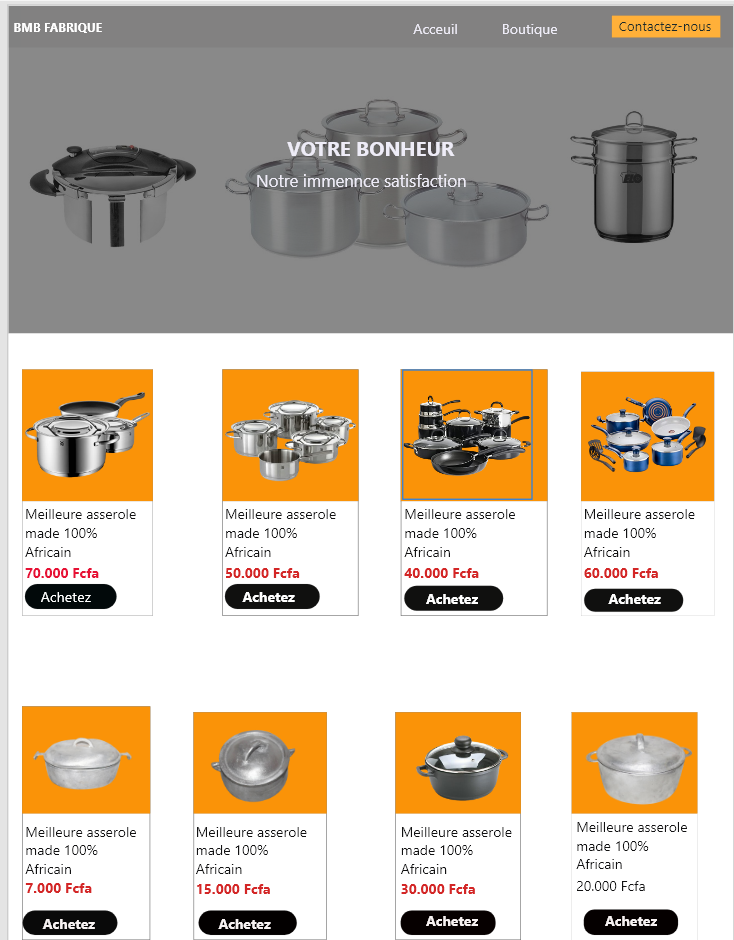 BMB FABRIQUE
Acceuil
Boutique
Contactez-nous
VOTRE BONHEUR
Notre immennce satisfaction
Meilleure asserole
made 100%
Africain
70.000 Fcfa
Achetez
Meilleure asserole
made 100%
Africain
50.000 Fcfa
Achetez
Meilleure asserole
made 100%
Africain
40.000 Fcfa
Achetez
Meilleure asserole
made 100%
Africain
60.000 Fcfa
Achetez
Meilleure asserole
made 100%
Africain
7.000 Fcfa
Achetez
Meilleure asserole
made 100%
Africain
15.000 Fcfa
Achetez
Meilleure asserole
made 100%
Africain
30.000 Fcfa
Achetez
Meilleure asserole
made 100%
Africain
20.000 Fcfa
Achetez